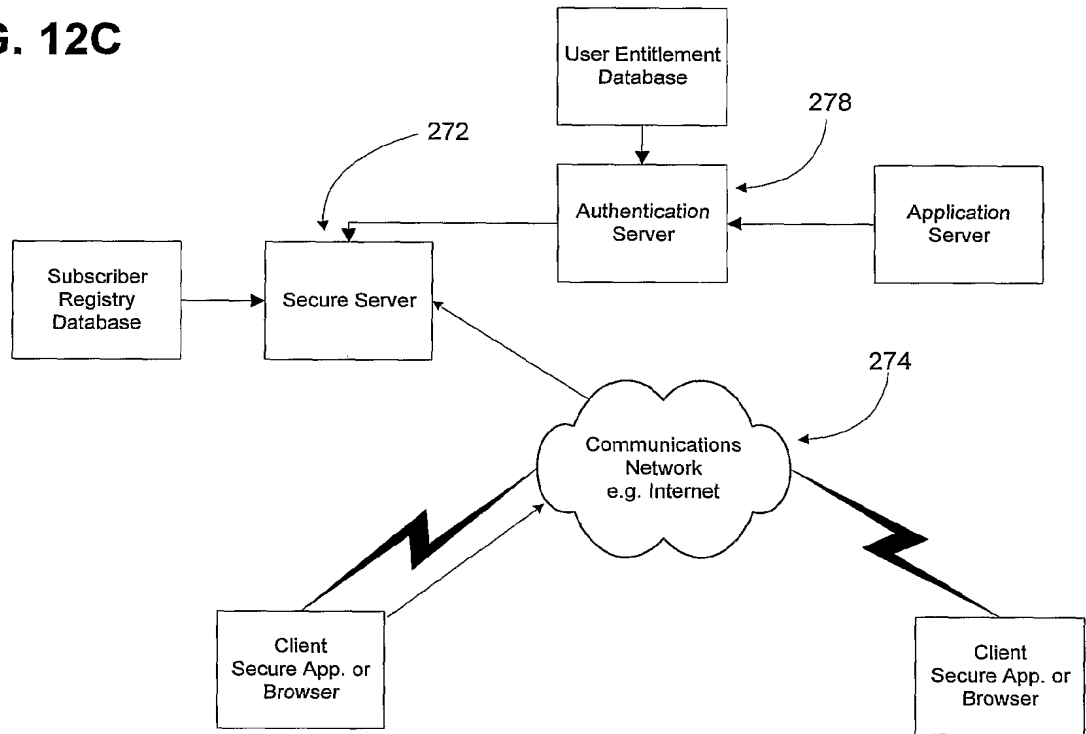 G. 12C
User Entitlement
Database
278
272
Authentication
Server
Application
Server
Subscriber
Registry
Database
Secure Server
274
Communications
Network
e.g. Internet
Client
Secure App. or
Browser
Client
Secure App. or
Browser